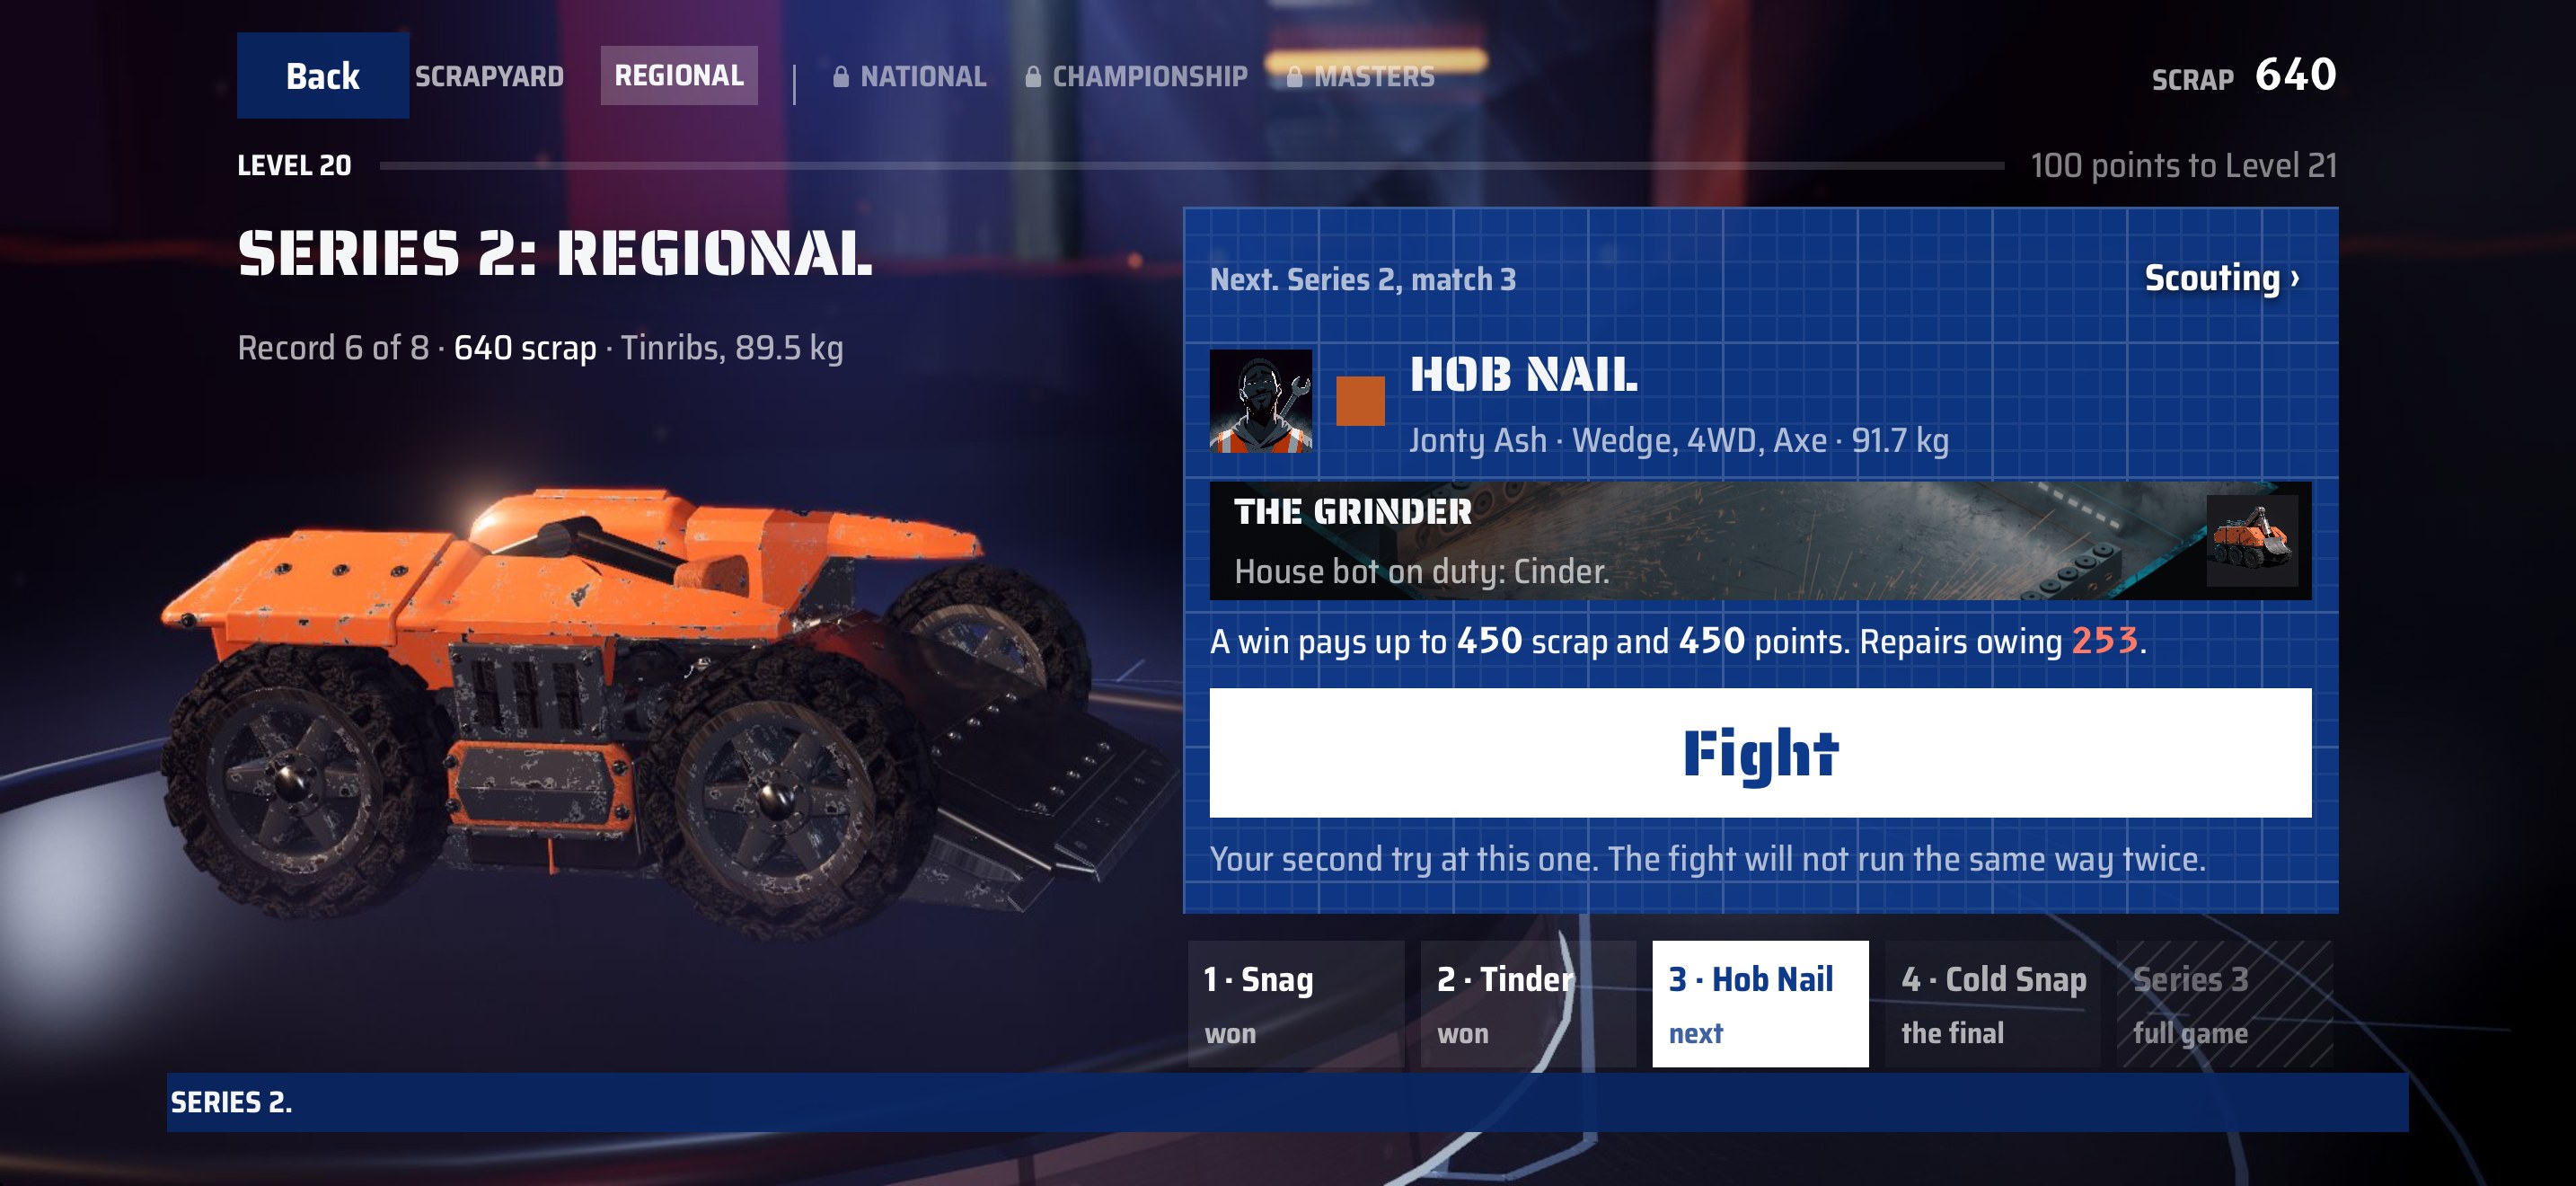 Back SCRAPYARD REGIONAL NATIONAL CHAMPIONSHIP MASTERS SCRAP 640
LEVEL 20 100 points to Level 21
SERIES 2: REGIONAL
Record 6 of 8 · 640 scrap · Tinribs, 89.5 kg
Next. Series 2, match 3 Scouting ›
HOB NAIL
Jonty Ash · Wedge, 4WD, Axe · 91.7 kg
THE GRINDER
House bot on duty: Cinder.
A win pays up to 450 scrap and 450 points. Repairs owing 253.
Fight
Your second try at this one. The fight will not run the same way twice.
1 · Snag 2 · Tinder 3 · Hob Nail 4 · Cold Snap Series 3
won won next the final full game
SERIES 2.